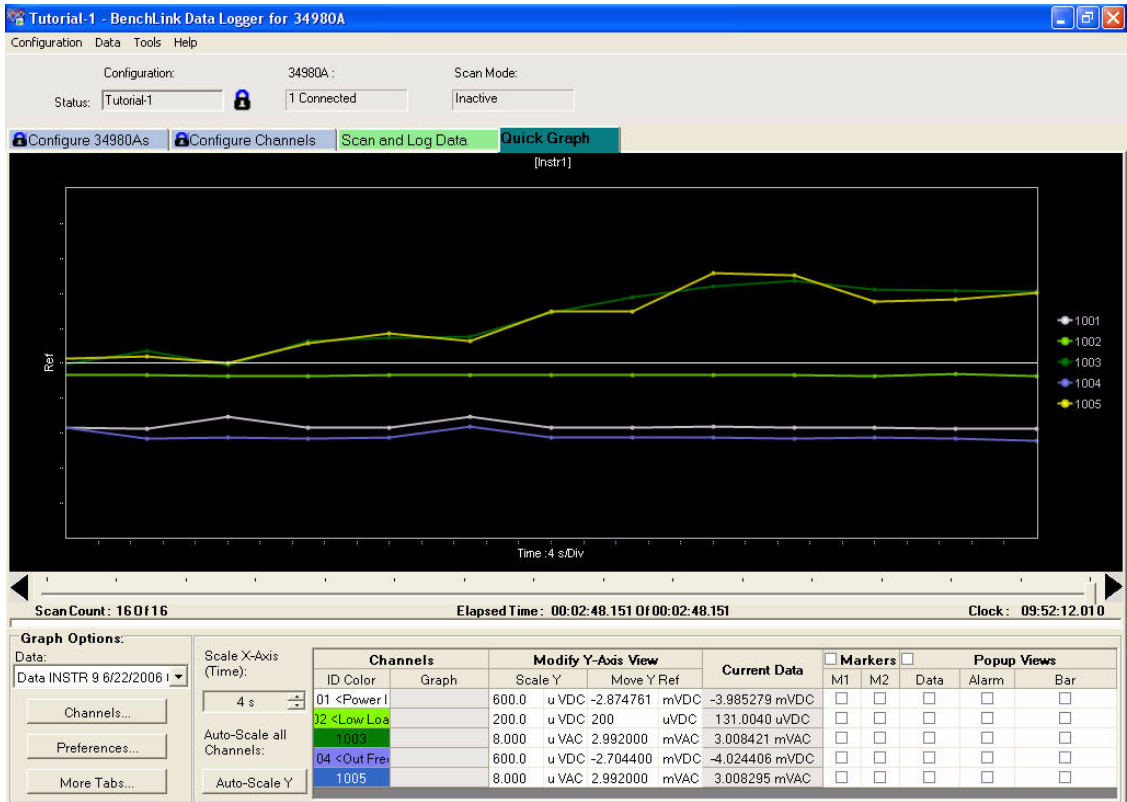 Tutorial-1 - BenchLink Data Logger for 34980A
Configuration Data Tools Help
Configuration: 34980A : Scan Mode:
Status: Tutorial-1 1 Connected Inactive
Configure 34980As Configure Channels Scan and Log Data Quick Graph
[Instr1]
Ref
1001
1002
1003
1004
1005
Time :4 s/Div
Scan Count: 16 Of 16 Elapsed Time: 00:02:48.151 Of 00:02:48.151 Clock: 09:52:12.010
Graph Options:
Data:
Data INSTR 9 6/22/2006
Channels...
Preferences...
More Tabs...
Scale X-Axis
(Time):
4 s
Auto-Scale all
Channels:
Auto-Scale Y
Channels Modify Y-Axis View Current Data Markers Popup Views
ID Color Graph Scale Y Move Y Ref M1 M2 Data Alarm Bar
01 <Power l 600.0 u VDC -2.874761 mVDC -3.985279 mVDC
02 <Low Loa 200.0 u VDC 200 uVDC 131.0040 uVDC
1003 8.000 u VAC 2.992000 mVAC 3.008421 mVAC
04 <Out Fre 600.0 u VDC -2.704400 mVDC -4.024406 mVDC
1005 8.000 u VAC 2.992000 mVAC 3.008295 mVAC